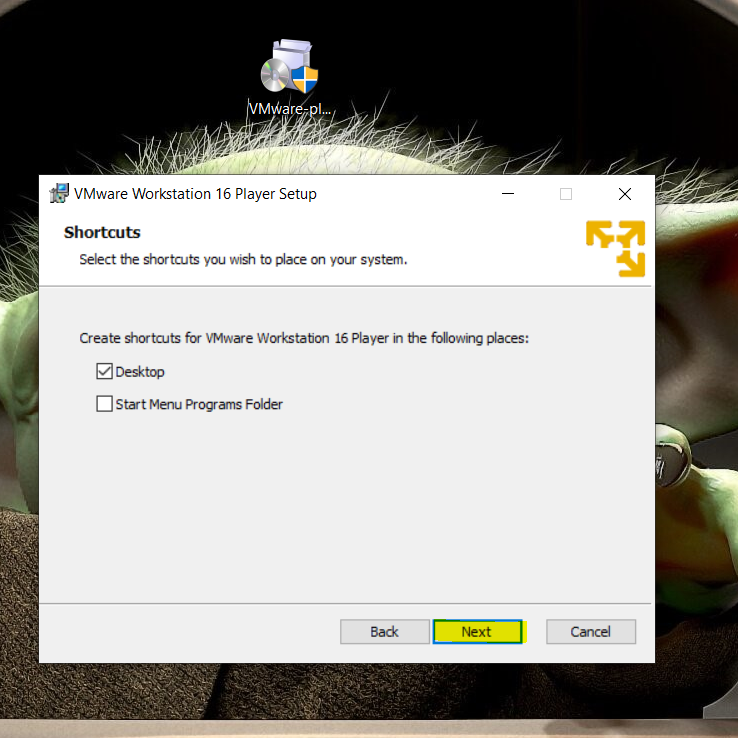 VMware-pl...
VMware Workstation 16 Player Setup
Shortcuts
Select the shortcuts you wish to place on your system.
Create shortcuts for VMware Workstation 16 Player in the following places:
Desktop
Start Menu Programs Folder
Back Next Cancel